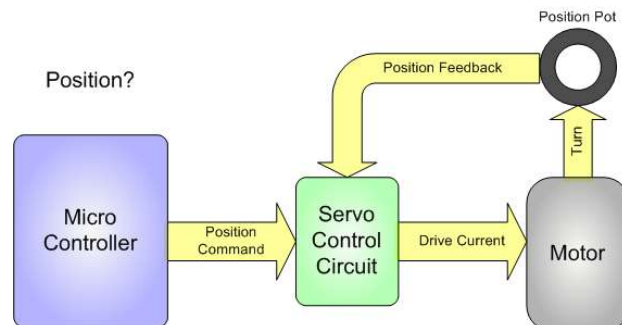 Position Pot
Position Feedback
Position?
Turn
Micro
Controller
Position
Command
Servo
Control
Circuit
Drive Current
Motor